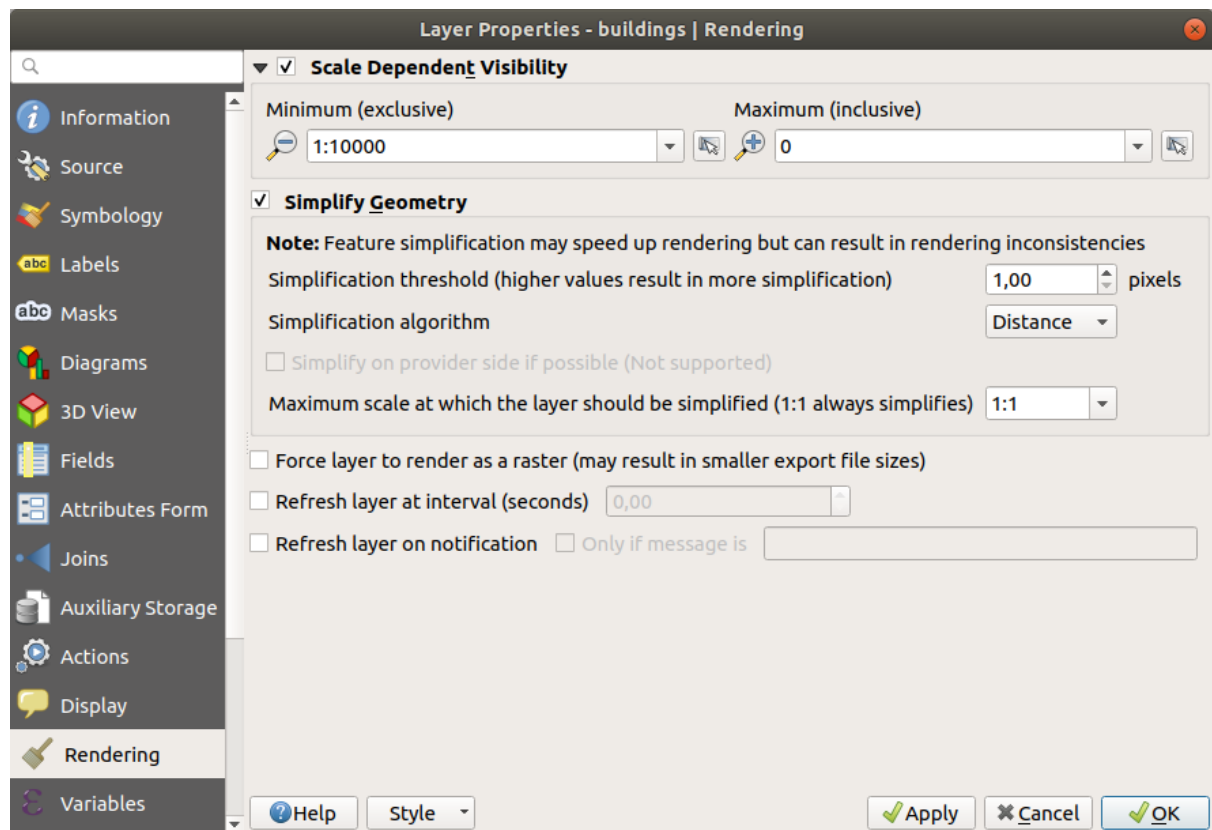 Layer Properties - buildings | Rendering
Information
Source
Symbology
abc Labels
abc Masks
Diagrams
3D View
Fields
Attributes Form
Joins
Auxiliary Storage
Actions
Display
Rendering
Variables
Scale Dependent Visibility
Minimum (exclusive) Maximum (inclusive)
1:10000 0
Simplify Geometry
Note: Feature simplification may speed up rendering but can result in rendering inconsistencies
Simplification threshold (higher values result in more simplification) 1,00 pixels
Simplification algorithm Distance
Simplify on provider side if possible (Not supported)
Maximum scale at which the layer should be simplified (1:1 always simplifies) 1:1
Force layer to render as a raster (may result in smaller export file sizes)
Refresh layer at interval (seconds) 0,00
Refresh layer on notification Only if message is
Help Style Apply Cancel OK